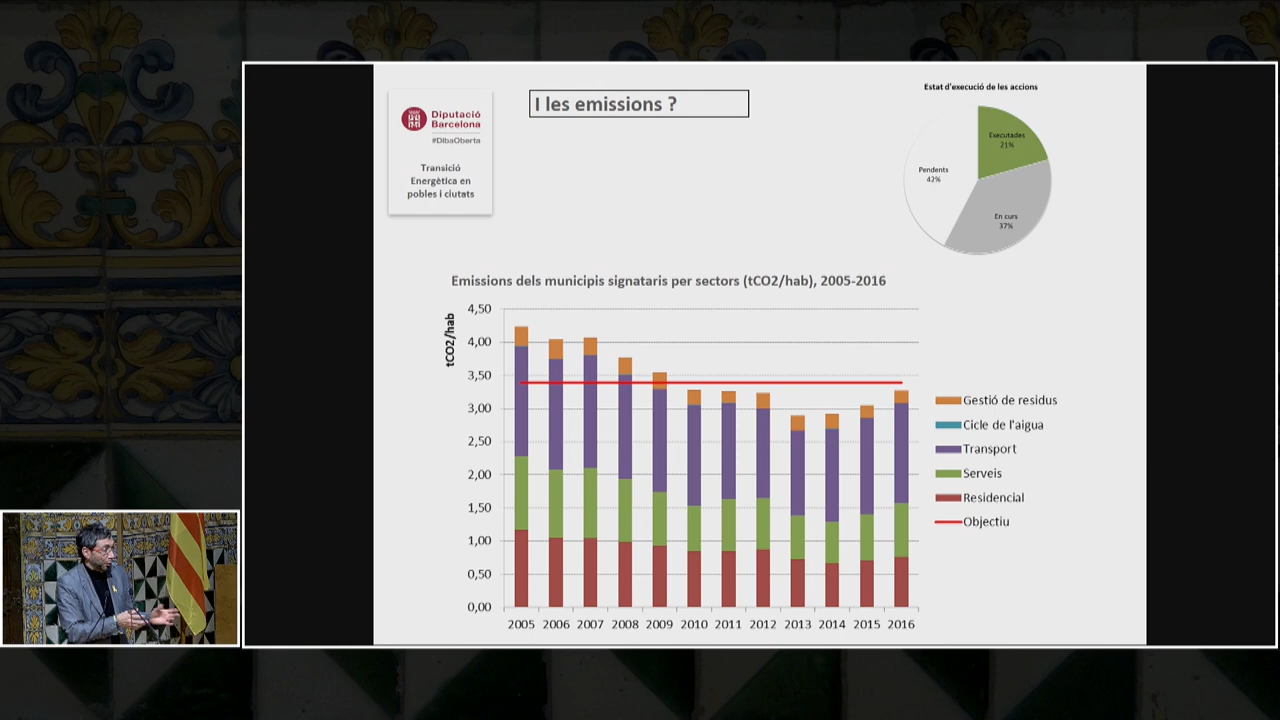 Diputació
Barcelona
#DibaOberta
Transició
Energètica en
pobles i ciutats
I les emissions ?
Estat d'execució de les accions
Executades
21%
Pendents
42%
En curs
37%
Emissions dels municipis signataris per sectors (tCO2/hab), 2005-2016
tCO2/hab
4,50
4,00
3,50
3,00
2,50
2,00
1,50
1,00
0,50
0,00
2005 2006 2007 2008 2009 2010 2011 2012 2013 2014 2015 2016
Gestió de residus
Cicle de l'aigua
Transport
Serveis
Residencial
Objectiu